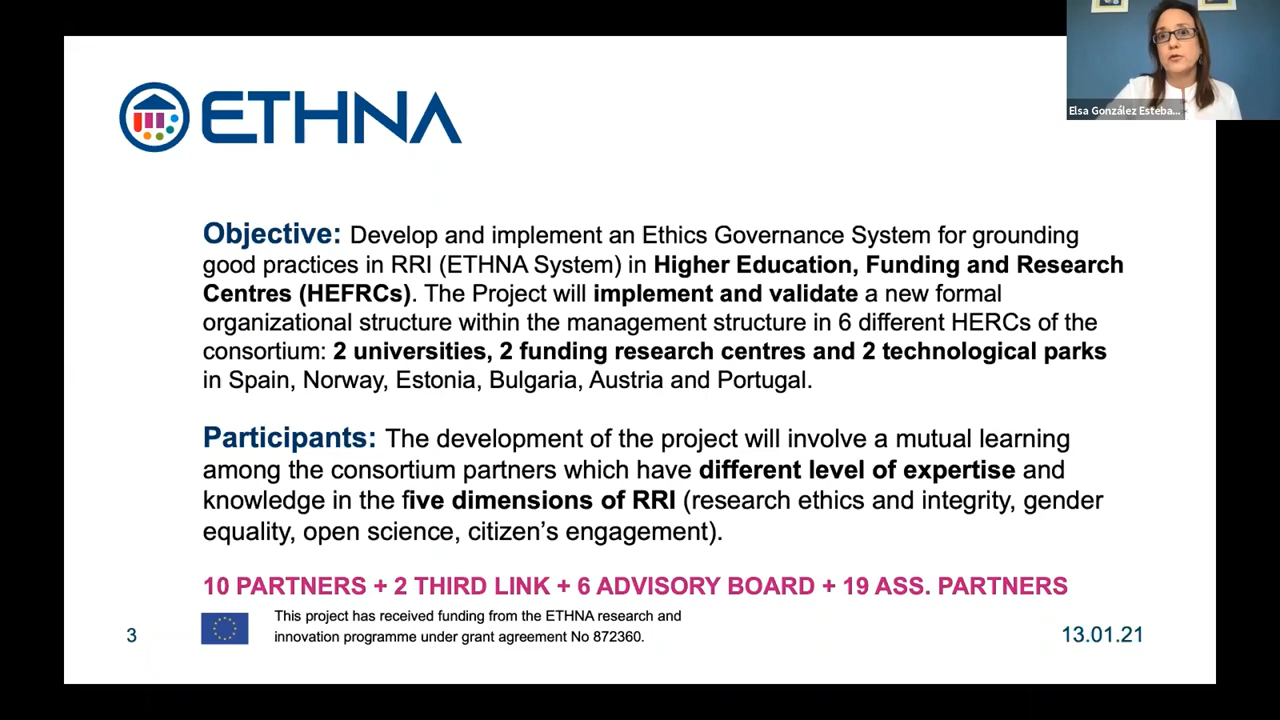 Elsa González Esteba...
ETHNA
Objective: Develop and implement an Ethics Governance System for grounding
good practices in RRI (ETHNA System) in Higher Education, Funding and Research
Centres (HEFRCs). The Project will implement and validate a new formal
organizational structure within the management structure in 6 different HERCs of the
consortium: 2 universities, 2 funding research centres and 2 technological parks
in Spain, Norway, Estonia, Bulgaria, Austria and Portugal.
Participants: The development of the project will involve a mutual learning
among the consortium partners which have different level of expertise and
knowledge in the five dimensions of RRI (research ethics and integrity, gender
equality, open science, citizen's engagement).
10 PARTNERS + 2 THIRD LINK + 6 ADVISORY BOARD + 19 ASS. PARTNERS
This project has received funding from the ETHNA research and
innovation programme under grant agreement No 872360.
3
13.01.21